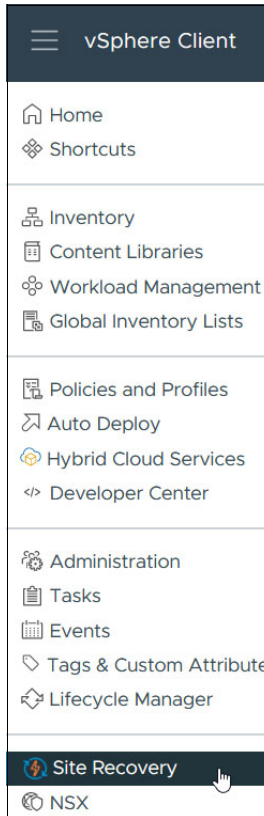 vSphere Client
Home
Shortcuts
Inventory
Content Libraries
Workload Management
Global Inventory Lists
Policies and Profiles
Auto Deploy
Hybrid Cloud Services
Developer Center
Administration
Tasks
Events
Tags & Custom Attribute
Lifecycle Manager
Site Recovery
NSX